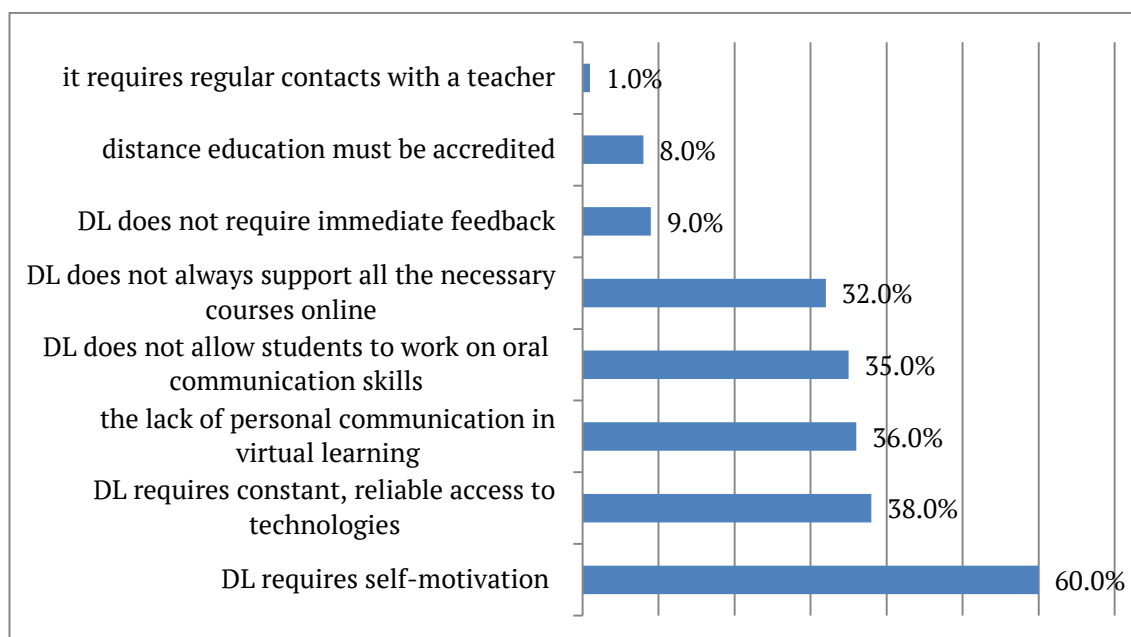 it requires regular contacts with a teacher
1.0%
distance education must be accredited
8.0%
DL does not require immediate feedback
9.0%
DL does not always support all the necessary
courses online
32.0%
DL does not allow students to work on oral
communication skills
35.0%
the lack of personal communication in
virtual learning
36.0%
DL requires constant, reliable access to
technologies
38.0%
DL requires self-motivation
60.0%